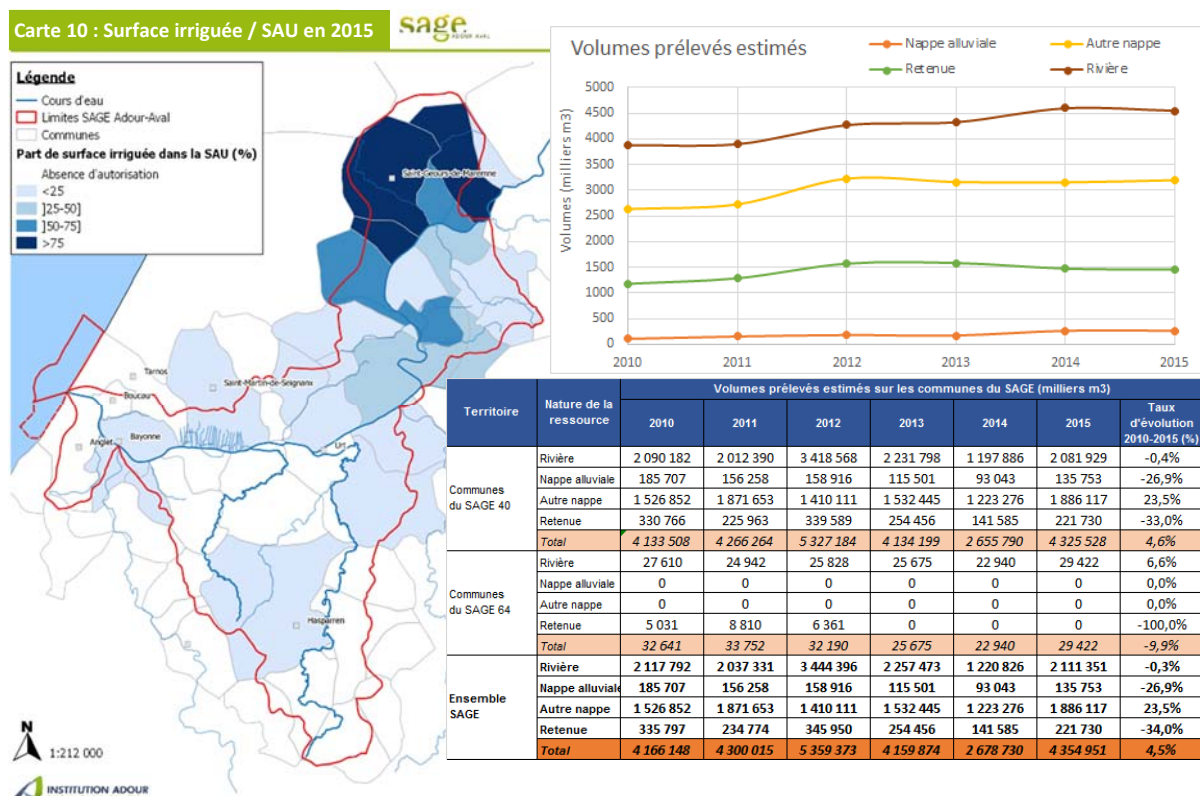 Carte 10 : Surface irriguée / SAU en 2015
sage
ADOUR AVAL
Légende
Cours d'eau
Limites SAGE Adour-Aval
Communes
Part de surface irriguée dans la SAU (%)
Absence d'autorisation
<25
]25-50]
]50-75]
>75
Saint-Geours-de-Maremne
Tarnos
Saint-Martin-de-Seignanx
Boucau
Anglet
Bayonne
Urt
Hasparren
N
1:212 000
INSTITUTION ADOUR
Volumes prélevés estimés
Nappe alluviale
Autre nappe
Retenue
Rivière
Volumes (milliers m3)
5000
4500
4000
3500
3000
2500
2000
1500
1000
500
0
2010 2011 2012 2013 2014 2015
Territoire
Nature de la ressource
Volumes prélevés estimés sur les communes du SAGE (milliers m3)
2010 2011 2012 2013 2014 2015 Taux d'évolution 2010-2015 (%)
Communes du SAGE 40
Rivière 2 090 182 2 012 390 3 418 568 2 231 798 1 197 886 2 081 929 -0,4%
Nappe alluviale 185 707 156 258 158 916 115 501 93 043 135 753 -26,9%
Autre nappe 1 526 852 1 871 653 1 410 111 1 532 445 1 223 276 1 886 117 23,5%
Retenue 330 766 225 963 339 589 254 456 141 585 221 730 -33,0%
Total 4 133 508 4 266 264 5 327 184 4 134 199 2 655 790 4 325 528 4,6%
Communes du SAGE 64
Rivière 27 610 24 942 25 828 25 675 22 940 29 422 6,6%
Nappe alluviale 0 0 0 0 0 0 0,0%
Autre nappe 0 0 0 0 0 0 0,0%
Retenue 5 031 8 810 6 361 0 0 0 -100,0%
Total 32 641 33 752 32 190 25 675 22 940 29 422 -9,9%
Ensemble SAGE
Rivière 2 117 792 2 037 331 3 444 396 2 257 473 1 220 826 2 111 351 -0,3%
Nappe alluviale 185 707 156 258 158 916 115 501 93 043 135 753 -26,9%
Autre nappe 1 526 852 1 871 653 1 410 111 1 532 445 1 223 276 1 886 117 23,5%
Retenue 335 797 234 774 345 950 254 456 141 585 221 730 -34,0%
Total 4 166 148 4 300 015 5 359 373 4 159 874 2 678 730 4 354 951 4,5%